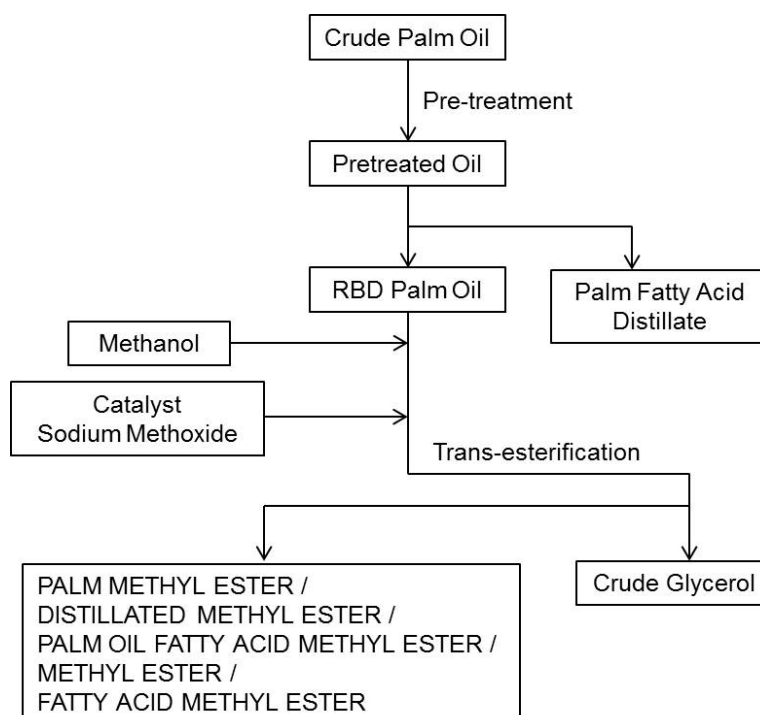 Crude Palm Oil
Pre-treatment
Pretreated Oil
RBD Palm Oil
Palm Fatty Acid
Distillate
Methanol
Catalyst
Sodium Methoxide
Trans-esterification
PALM METHYL ESTER /
DISTILLATED METHYL ESTER /
PALM OIL FATTY ACID METHYL ESTER /
METHYL ESTER /
FATTY ACID METHYL ESTER
Crude Glycerol